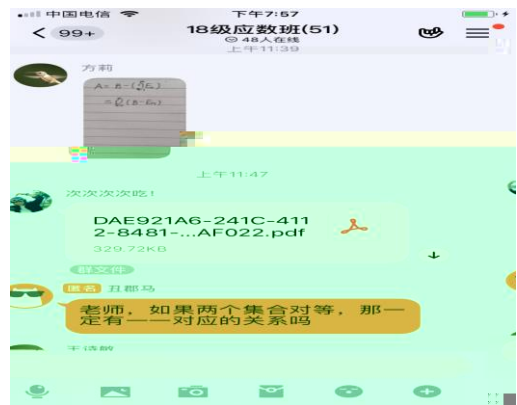 中国电信
下午7:57
99+
18级应数班(51)
48人在线
上午11:39
方莉
上午11:47
次次次次吃!
DAE921A6-241C-411
2-8481-...AF022.pdf
329.72KB
群文件
匿名 丑郡马
老师，如果两个集合对等，那一
定有一一对应的关系吗